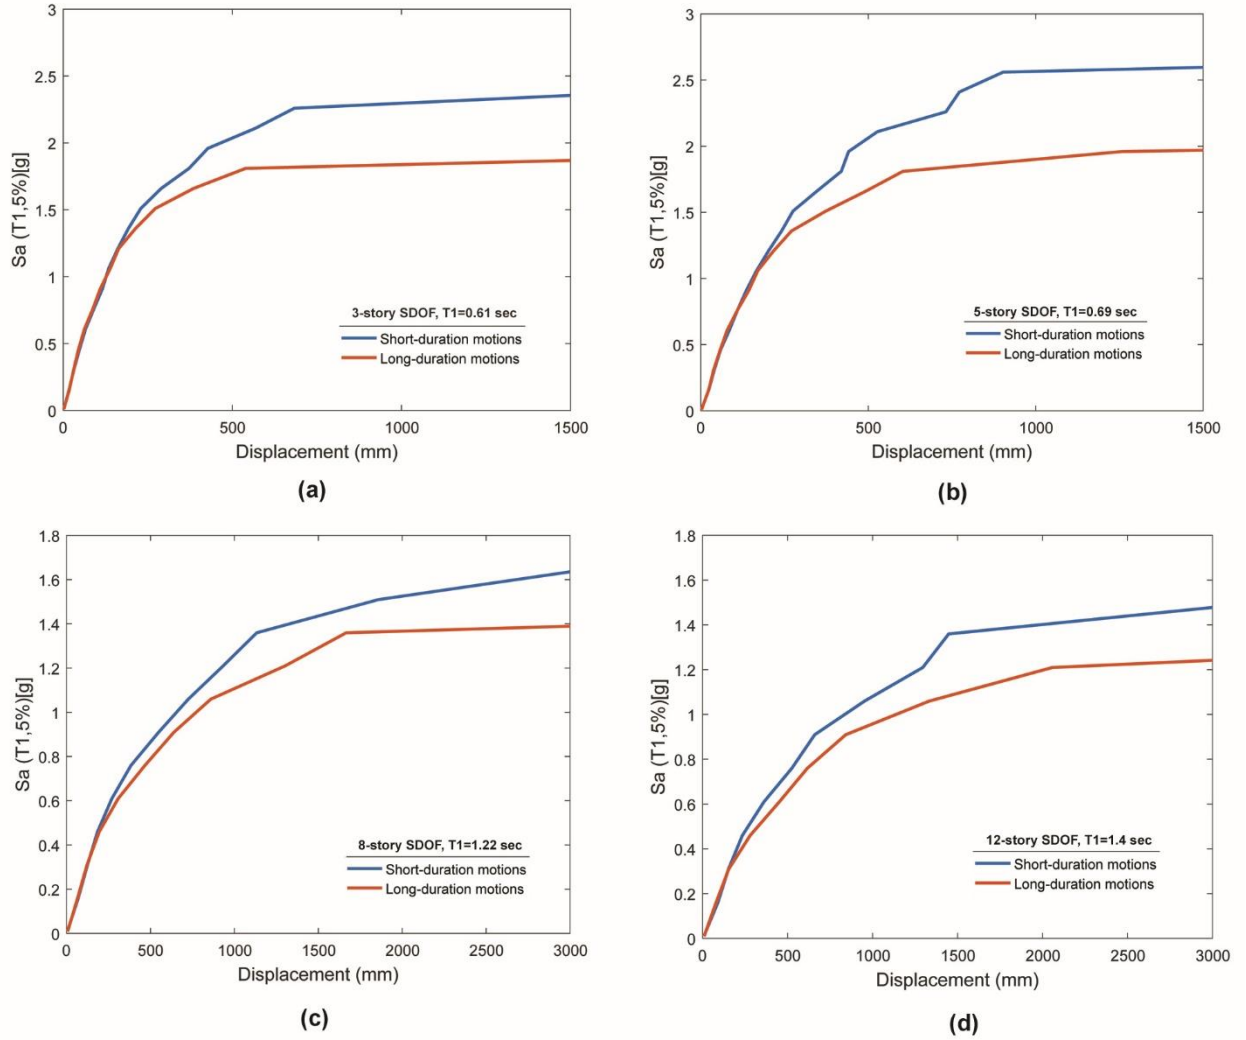 3
2.5
2
1.5
1
0.5
0
Sa (T1,5%)[g]
3-story SDOF, T1=0.61 sec
Short-duration motions
Long-duration motions
0 500 1000 1500
Displacement (mm)
(a)
3
2.5
2
1.5
1
0.5
0
Sa (T1,5%)[g]
5-story SDOF, T1=0.69 sec
Short-duration motions
Long-duration motions
0 500 1000 1500
Displacement (mm)
(b)
1.8
1.6
1.4
1.2
1
0.8
0.6
0.4
0.2
0
Sa (T1,5%)[g]
8-story SDOF, T1=1.22 sec
Short-duration motions
Long-duration motions
0 500 1000 1500 2000 2500 3000
Displacement (mm)
(c)
1.8
1.6
1.4
1.2
1
0.8
0.6
0.4
0.2
0
Sa (T1,5%)[g]
12-story SDOF, T1=1.4 sec
Short-duration motions
Long-duration motions
0 500 1000 1500 2000 2500 3000
Displacement (mm)
(d)